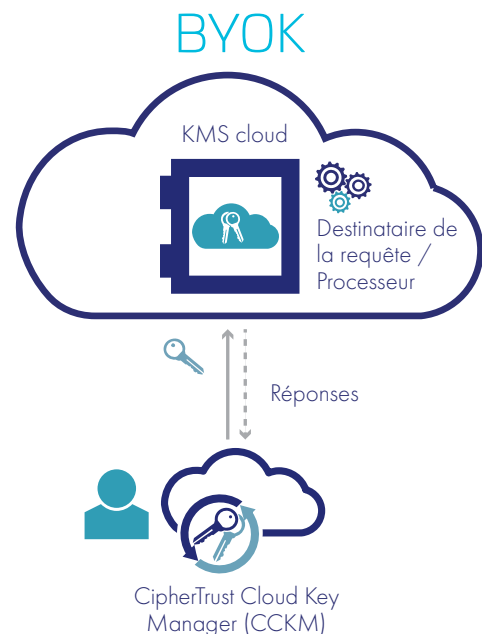 BYOK
KMS cloud
Destinataire de
la requête /
Processeur
Réponses
CipherTrust Cloud Key
Manager (CCKM)